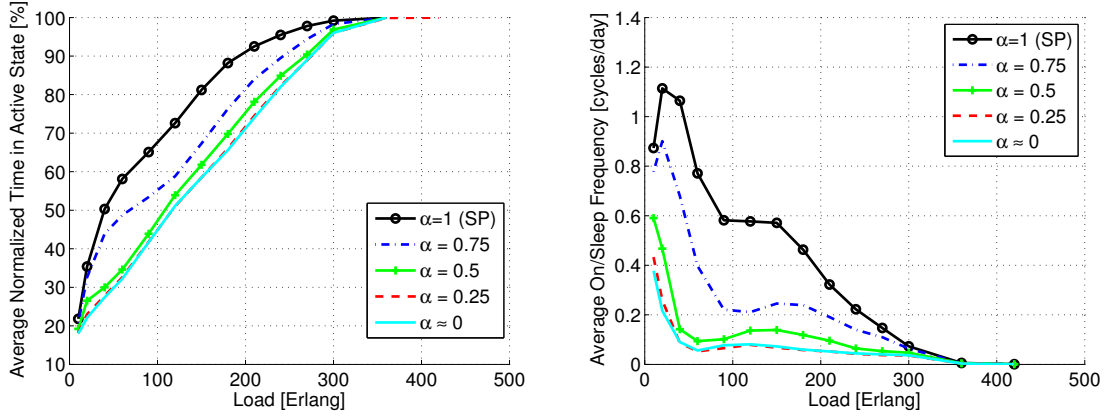 Average Normalized Time in Active State [%]
100
90
80
70
60
50
40
30
20
10
0 100 200 300 400 500
Load [Erlang]
α=1 (SP)
α = 0.75
α = 0.5
α = 0.25
α ≈ 0
Average On/Sleep Frequency [cycles/day]
1.4
1.2
1
0.8
0.6
0.4
0.2
0
0 100 200 300 400 500
Load [Erlang]
α=1 (SP)
α = 0.75
α = 0.5
α = 0.25
α ≈ 0